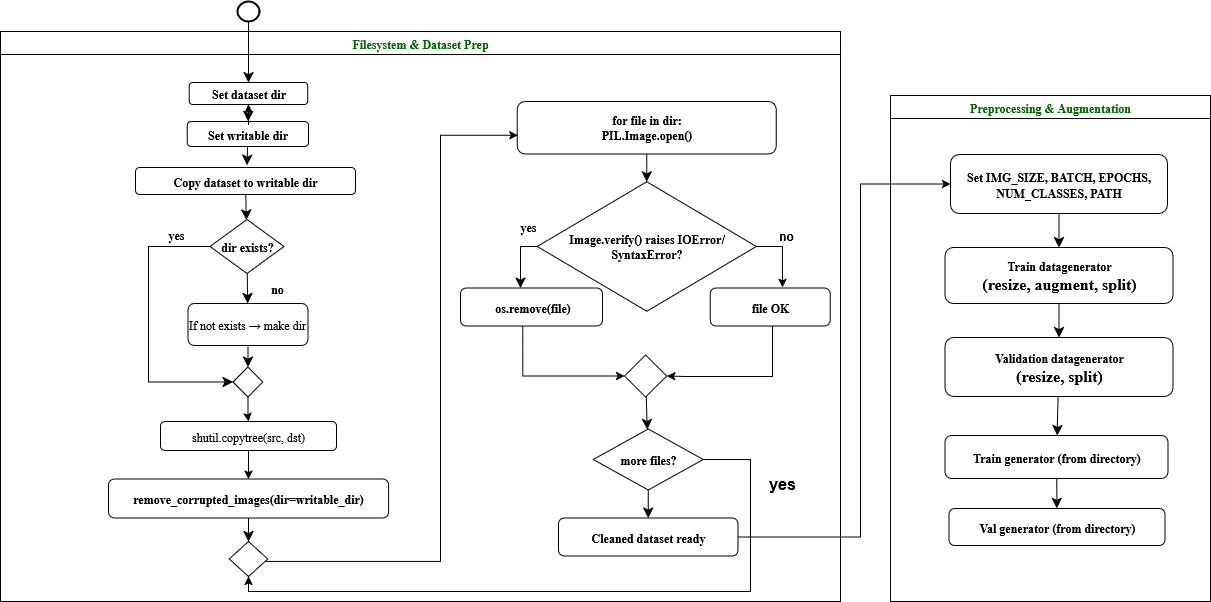 Filesystem & Dataset Prep
Set dataset dir
Set writable dir
Copy dataset to writable dir
dir exists?
yes
no
If not exists → make dir
shutil.copytree(src, dst)
remove_corrupted_images(dir=writable_dir)
for file in dir:
PIL.Image.open()
Image.verify() raises IOError/
SyntaxError?
yes
no
os.remove(file)
file OK
more files?
yes
Cleaned dataset ready
Preprocessing & Augmentation
Set IMG_SIZE, BATCH, EPOCHS,
NUM_CLASSES, PATH
Train datagenerator
(resize, augment, split)
Validation datagenerator
(resize, split)
Train generator (from directory)
Val generator (from directory)